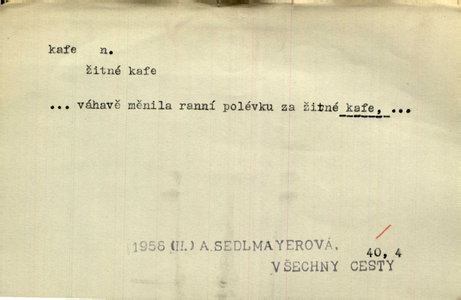 kafe n.
žitné kafe
... váhavě měnila ranní polévku za žitné kafe, ...
1956 (II.) A. SEDLMAYEROVÁ,
40, 4
VŠECHNY CESTY